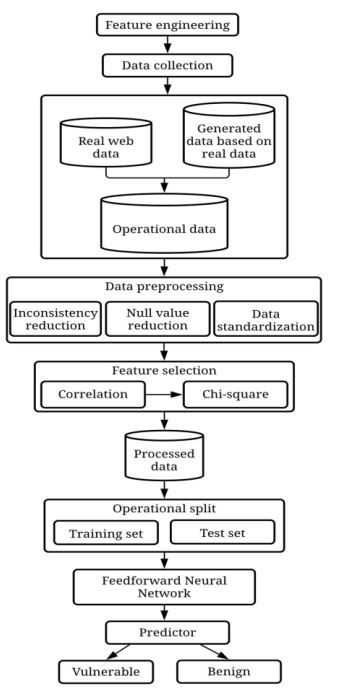 Feature engineering
Data collection
Real web
data
Generated
data based on
real data
Operational data
Data preprocessing
Inconsistency
reduction
Null value
reduction
Data
standardization
Feature selection
Correlation
Chi-square
Processed
data
Operational split
Training set
Test set
Feedforward Neural
Network
Predictor
Vulnerable
Benign